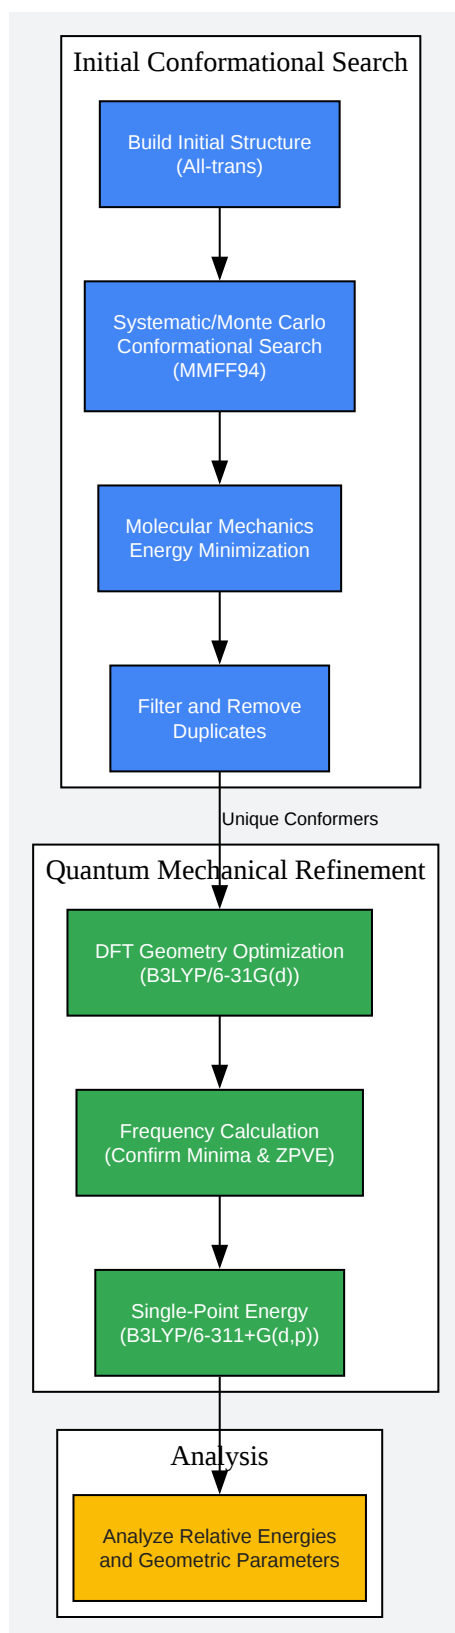 Initial Conformational Search
Build Initial Structure
(All-trans)
Systematic/Monte Carlo
Conformational Search
(MMFF94)
Molecular Mechanics
Energy Minimization
Filter and Remove
Duplicates
Unique Conformers
Quantum Mechanical Refinement
DFT Geometry Optimization
(B3LYP/6-31G(d))
Frequency Calculation
(Confirm Minima & ZPVE)
Single-Point Energy
(B3LYP/6-311+G(d,p))
Analysis
Analyze Relative Energies
and Geometric Parameters